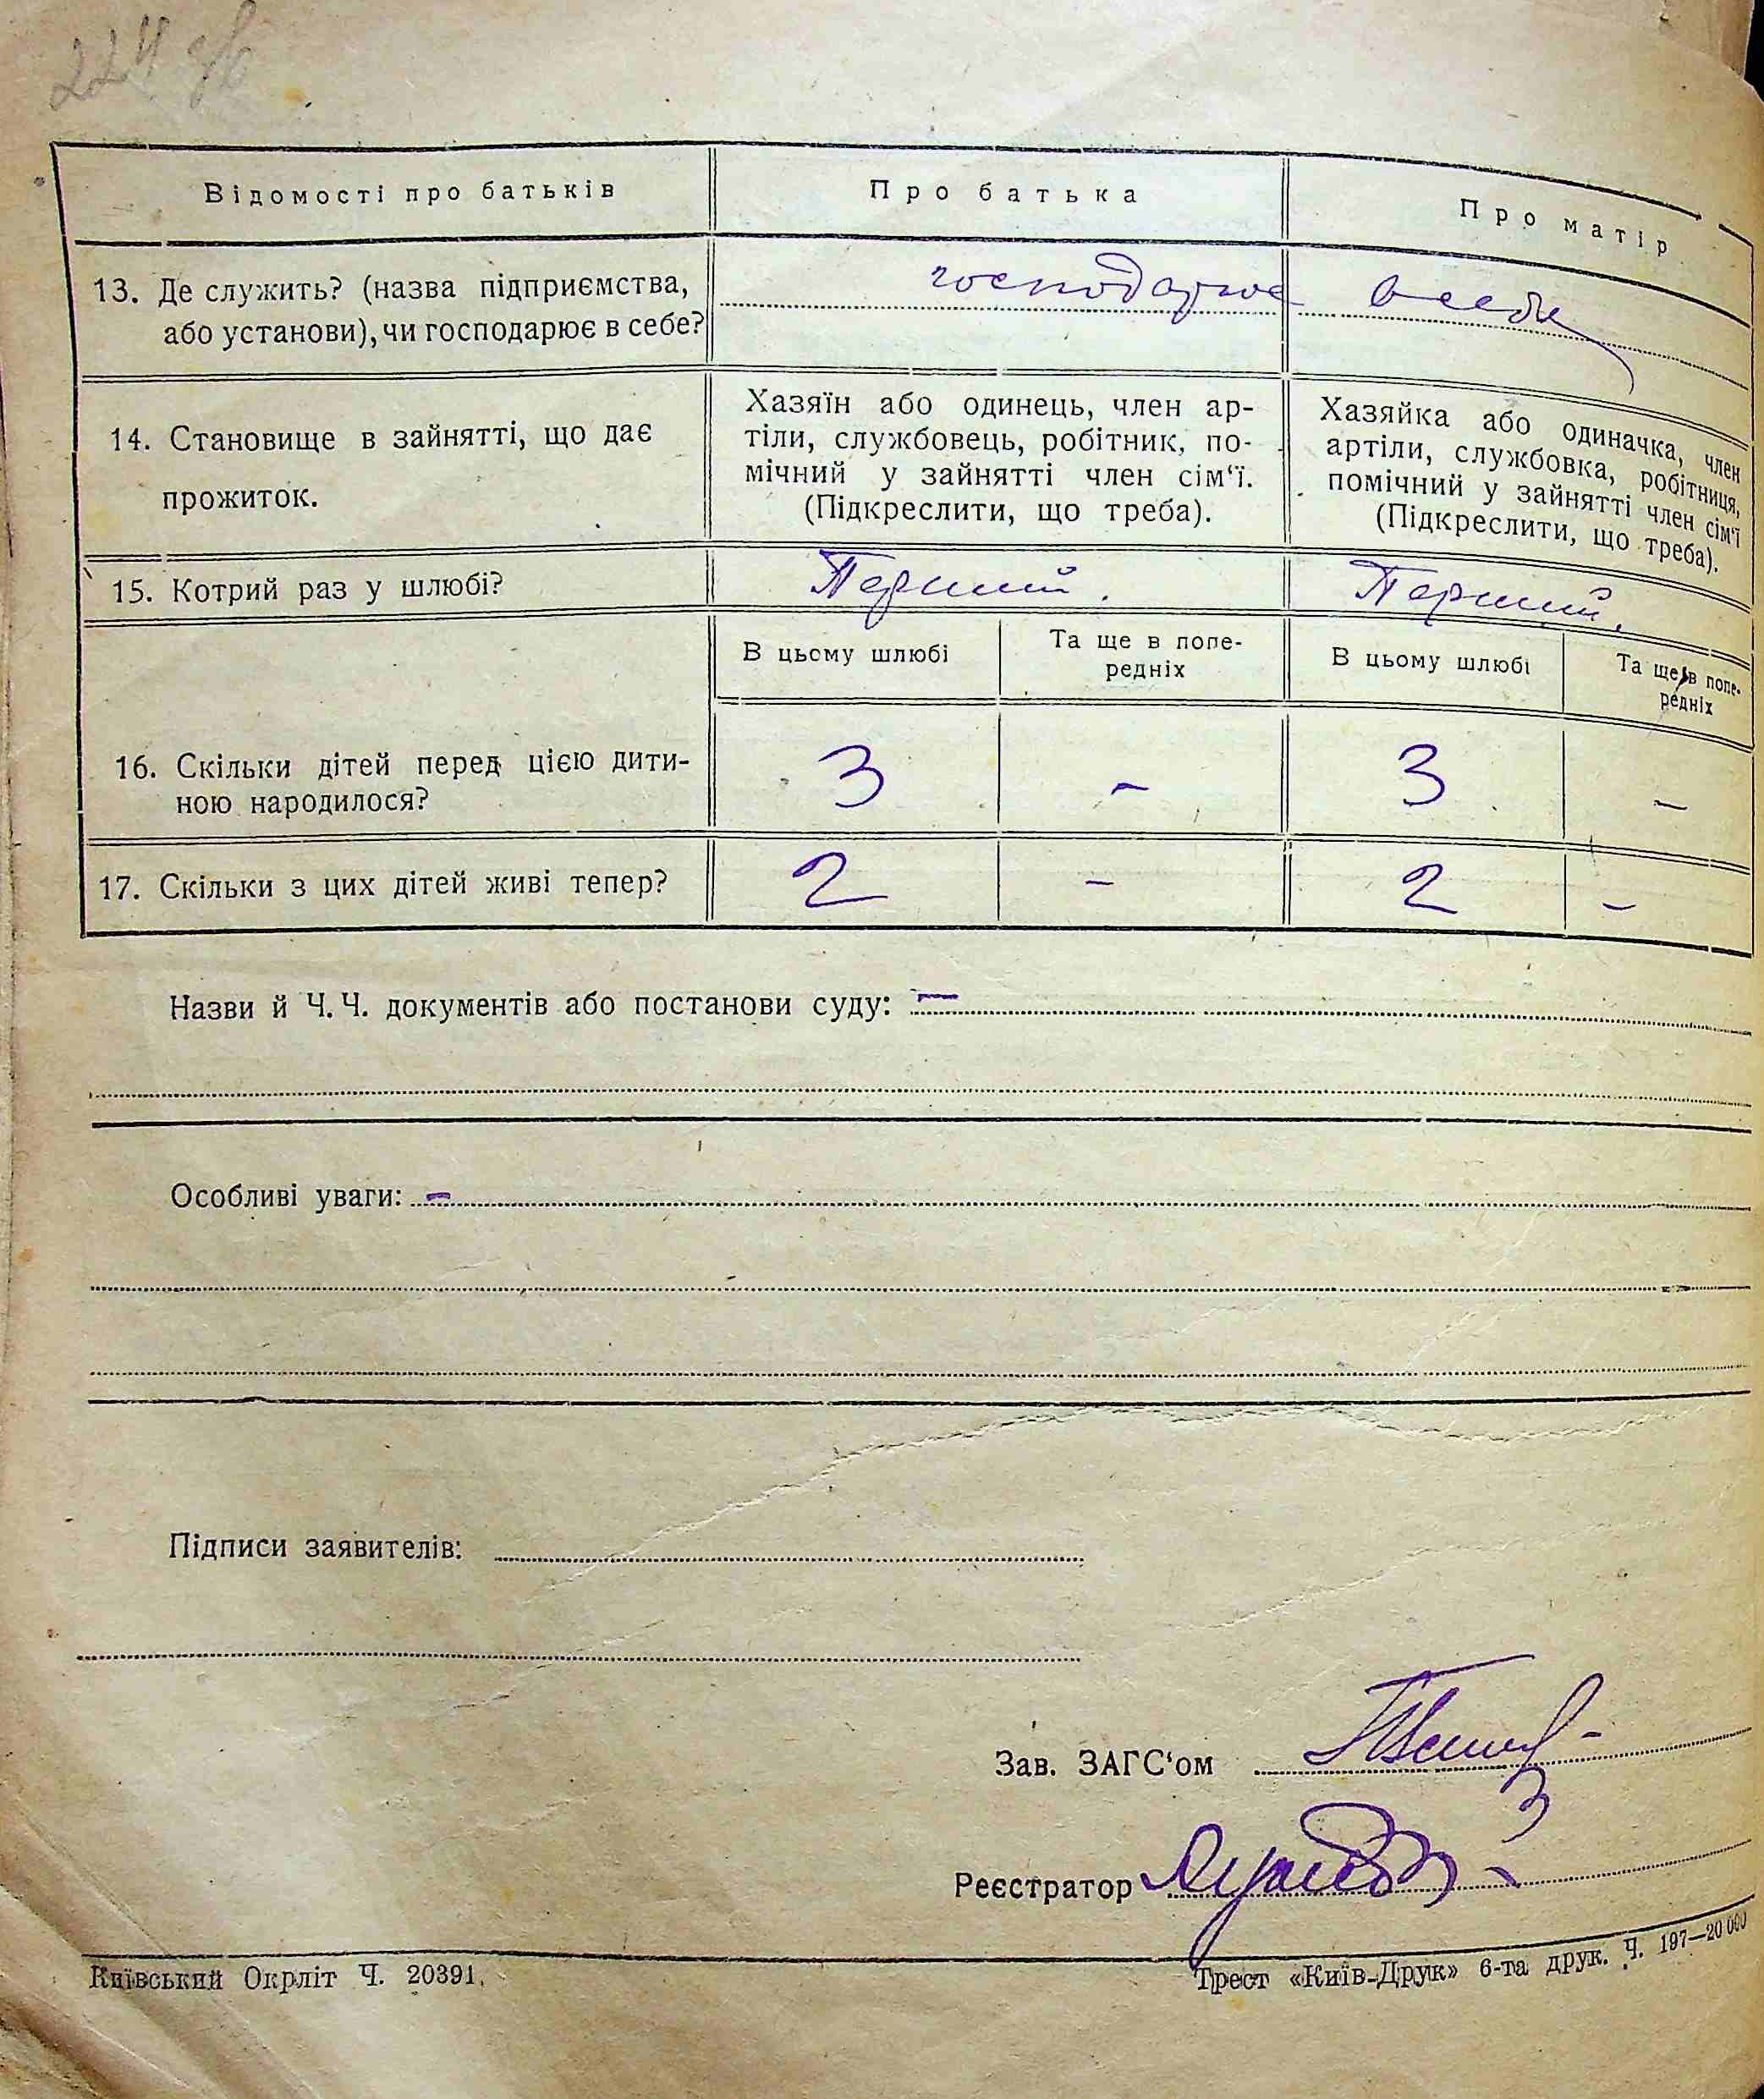 224 зв
Відомості про батьків
Про батька
Про матір
13. Де служить? (назва підприємства,
або установи), чи господарює в себе?
господарює в себе
14. Становище в зайнятті, що дає
прожиток.
Хазяїн або одинець, член ар-
тіли, службовець, робітник, по-
мічний у зайнятті член сім‘ї.
(Підкреслити, що треба).
Хазяйка або одиначка, член
артіли, службовка, робітниця,
помічний у зайнятті член сім‘ї
(Підкреслити, що треба).
15. Котрий раз у шлюбі?
Перший.
Перший.
В цьому шлюбі
Та ще в попе-
редніх
В цьому шлюбі
Та ще в попе-
редніх
16. Скільки дітей перед цією дити-
ною народилося?
3 - 3 -
17. Скільки з цих дітей живі тепер?
2 - 2 -
Назви й Ч. Ч. документів або постанови суду: —
Особливі уваги: —
Підписи заявителів:
Зав. ЗАГС‘ом
Реєстратор
Київський Окрліт Ч. 20391.
Трест «Київ-Друк» 6-та друк. Ч. 197—20 000